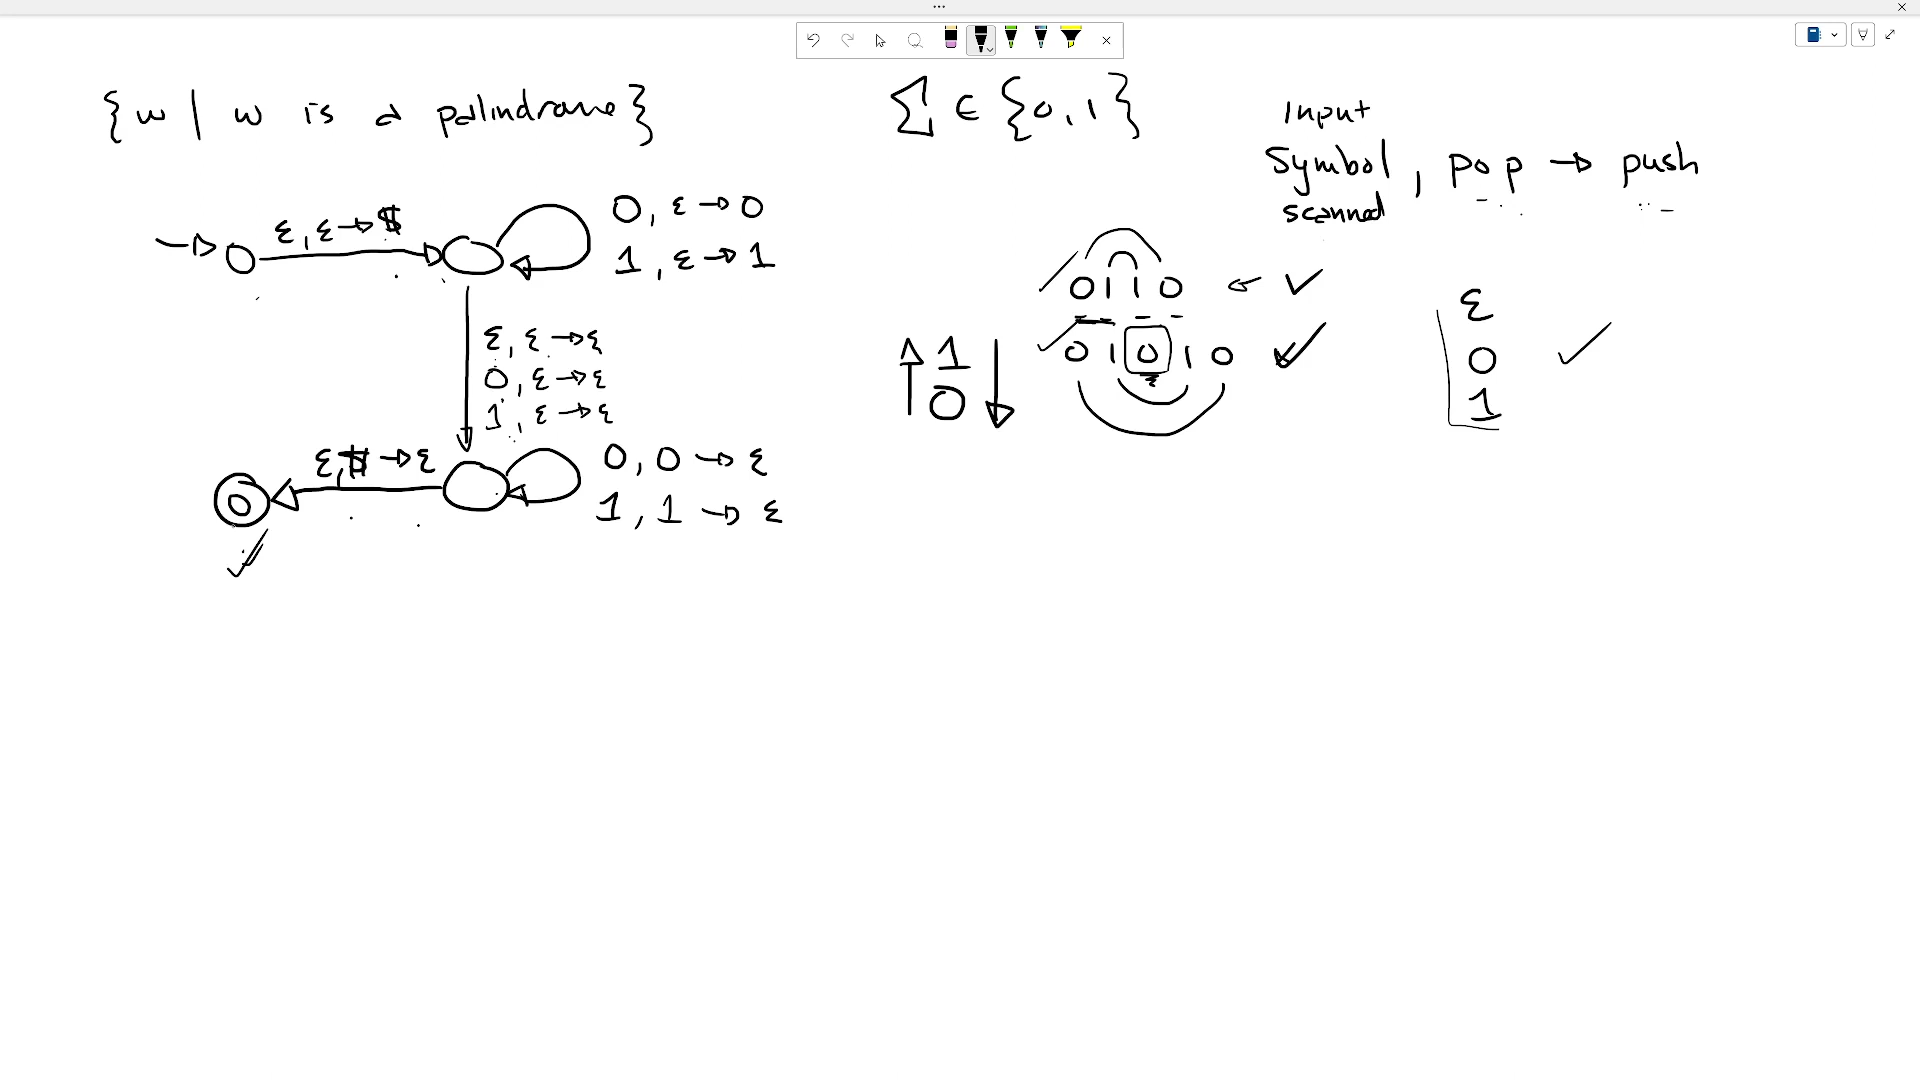 {w | w is a palindrome}
Σ ∈ {0,1}
Input
Symbol, pop → push
scanned
ε,ε→$
0,ε→0
1,ε→1
ε,ε→ε
0,ε→ε
1,ε→ε
ε,$→ε
0,0→ε
1,1→ε
0110
01010
1
0
ε
0
1